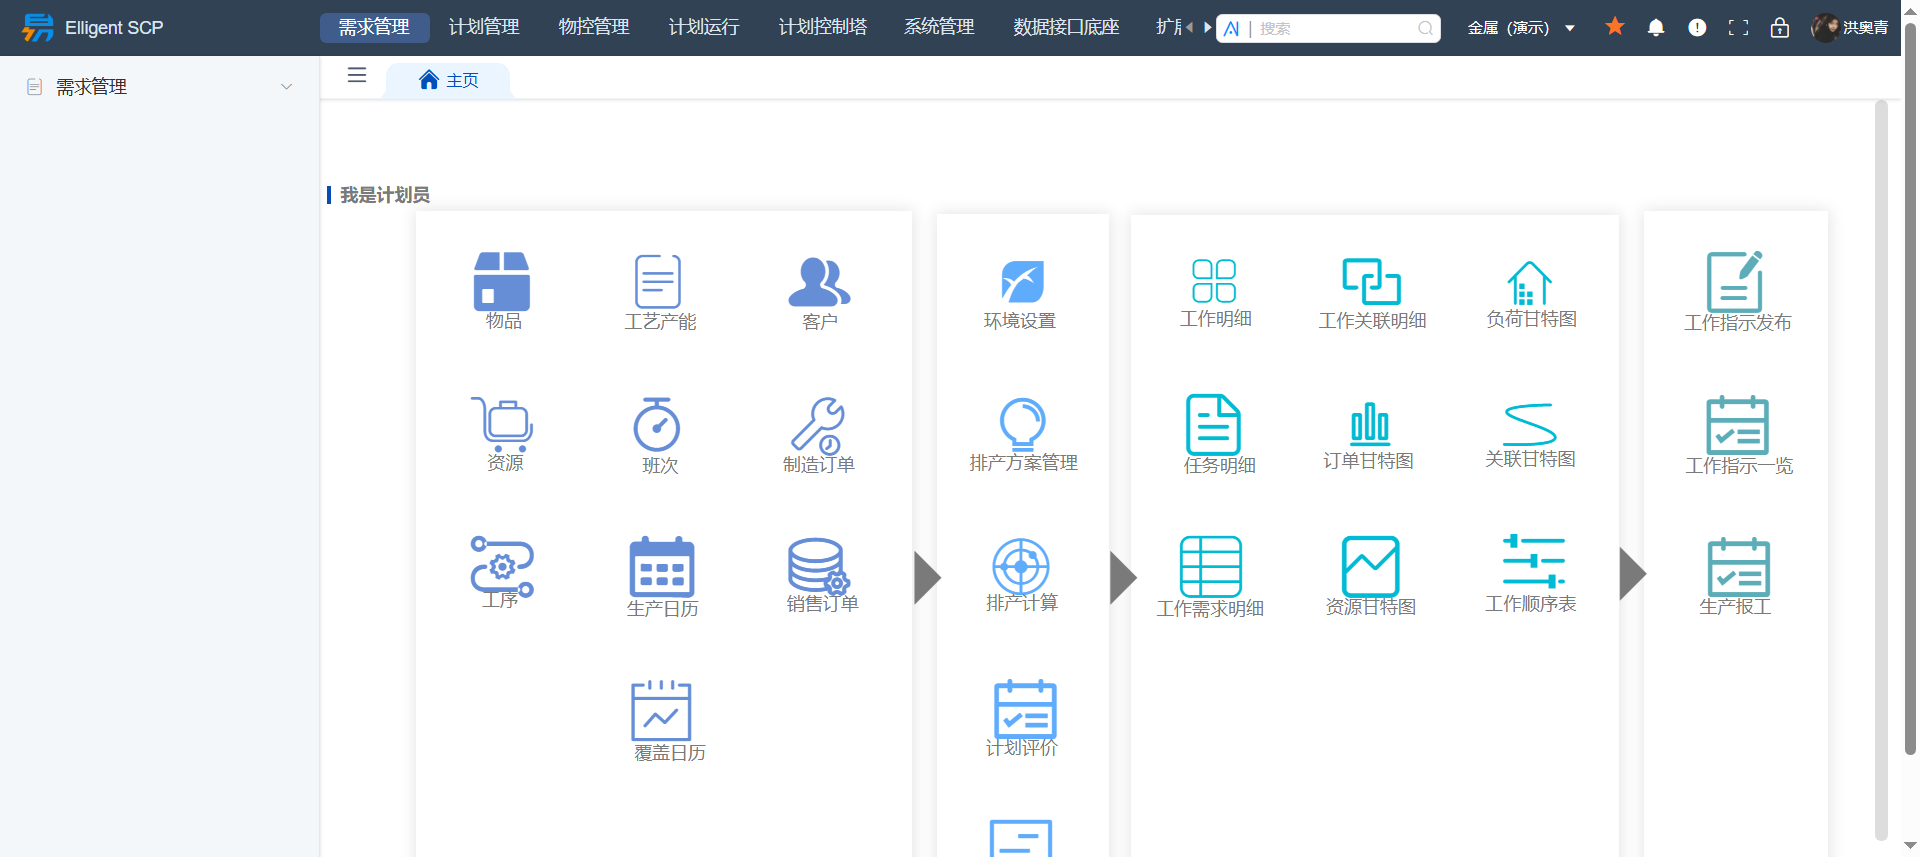 Elligent SCP
需求管理 计划管理 物控管理 计划运行 计划控制塔 系统管理 数据接口底座
AI | 搜索
金属（演示）
洪奥青
需求管理
主页
我是计划员
物品 工艺产能 客户
资源 班次 制造订单
工序 生产日历 销售订单
覆盖日历
环境设置
排产方案管理
排产计算
计划评价
工作明细 工作关联明细 负荷甘特图
任务明细 订单甘特图 关联甘特图
工作需求明细 资源甘特图 工作顺序表
工作指示发布
工作指示一览
生产报工